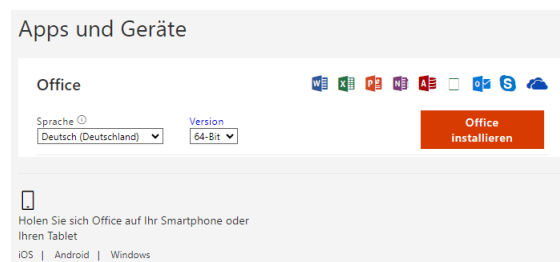 Apps und Geräte
Office
Sprache
Version
Deutsch (Deutschland)
64-Bit
Office
installieren
Holen Sie sich Office auf Ihr Smartphone oder
Ihren Tablet
iOS | Android | Windows